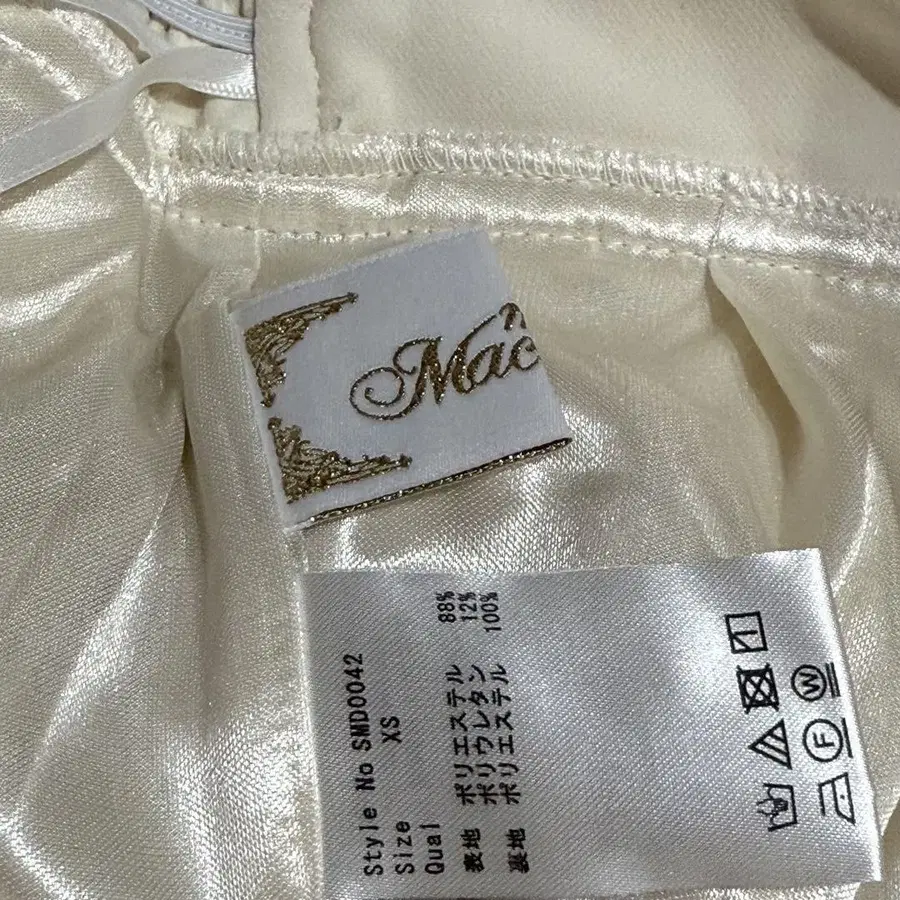 Mac
Style No SMD0042
Size XS
Qual
表地 ポリエステル 88%
ポリウレタン 12%
裏地 ポリエステル 100%
W
F